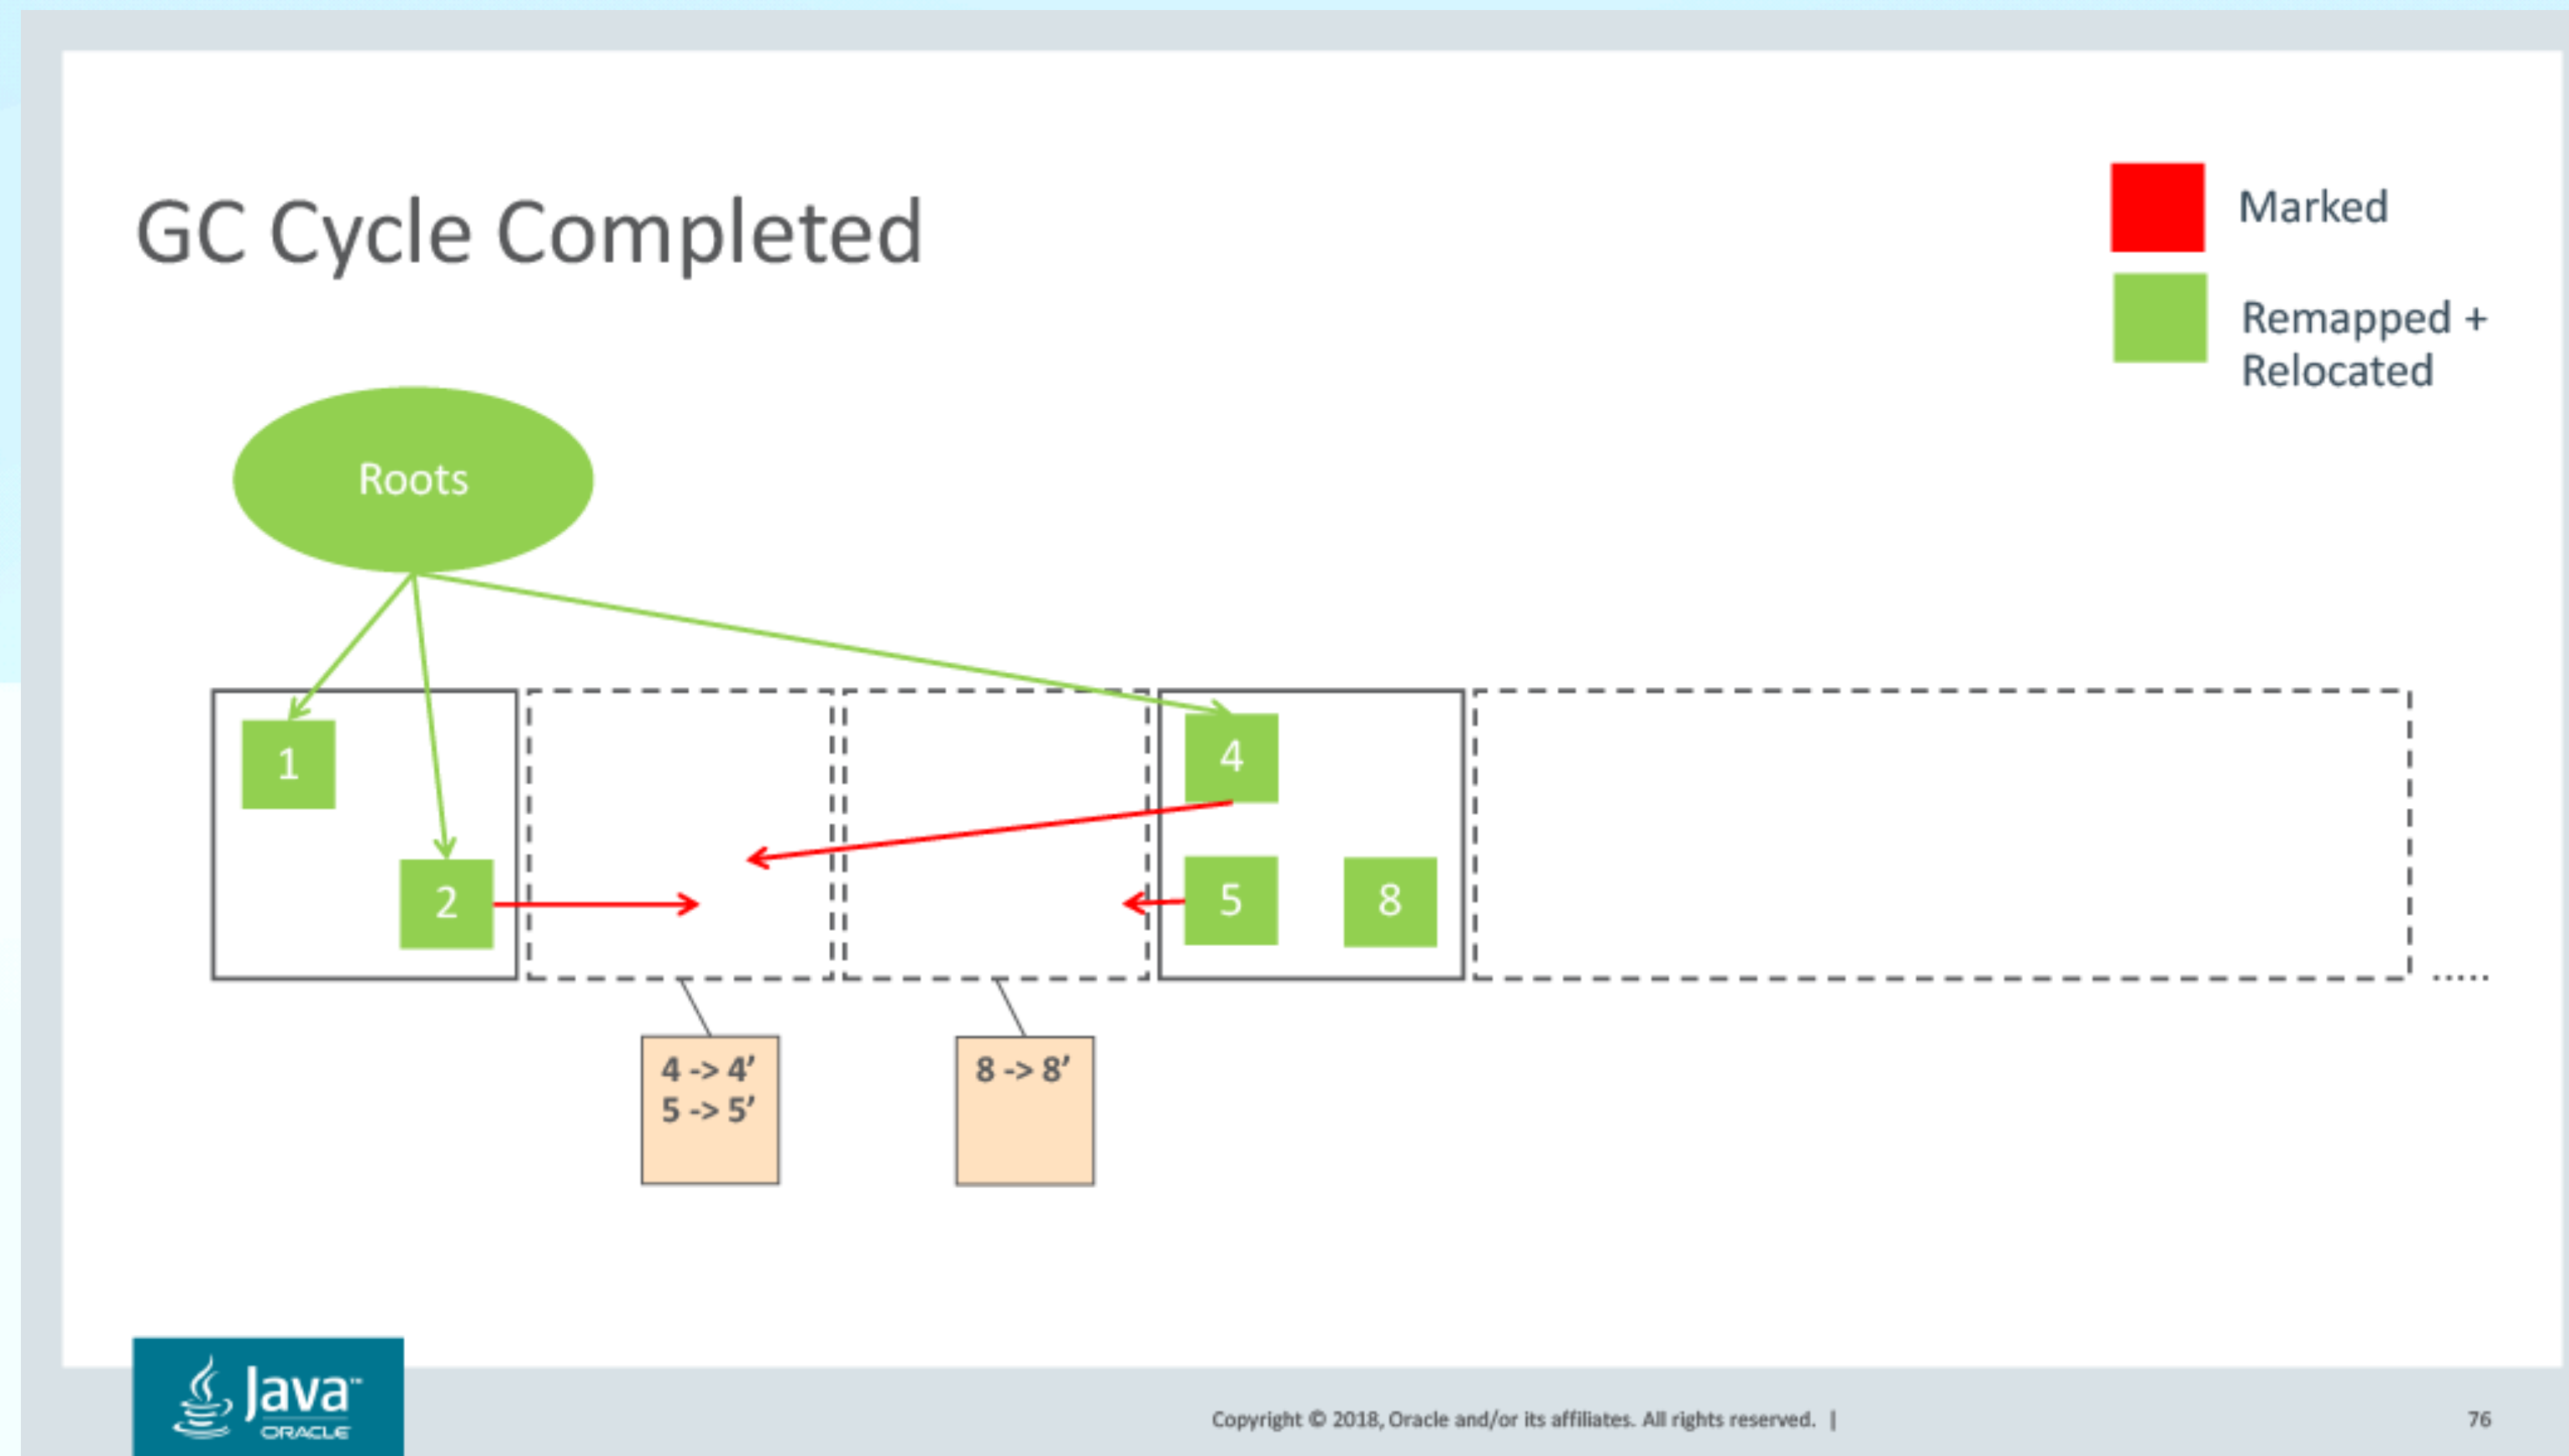 GC Cycle Completed
Marked
Remapped +
Relocated
Roots
1
2
4
5
8
4 -> 4’
5 -> 5’
8 -> 8’
.....
Java™
ORACLE
Copyright © 2018, Oracle and/or its affiliates. All rights reserved. |
76